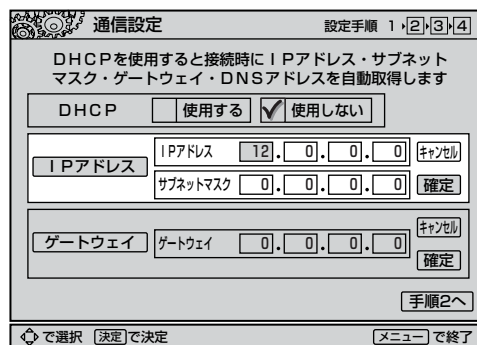 通信設定 設定手順 1 2 3 4
DHCPを使用すると接続時にIPアドレス・サブネット
マスク・ゲートウェイ・DNSアドレスを自動取得します
DHCP 使用する 使用しない
IPアドレス IPアドレス 12. 0. 0. 0 キャンセル
サブネットマスク 0. 0. 0. 0 確定
ゲートウェイ ゲートウェイ 0. 0. 0. 0 キャンセル
確定
手順2へ
で選択 決定で決定 メニューで終了